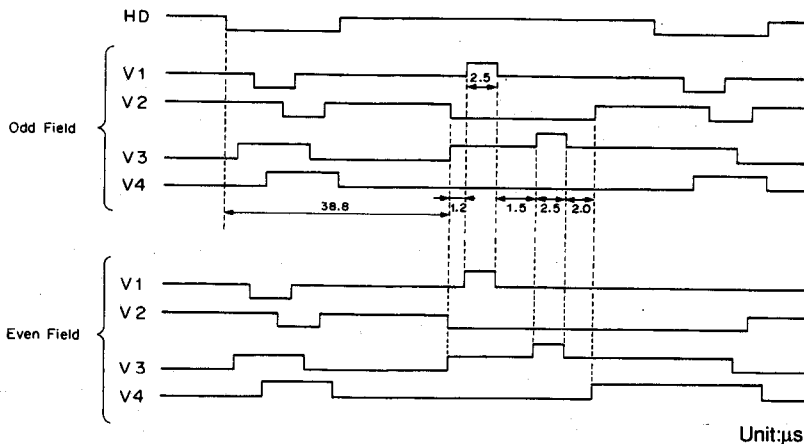 HD
Odd Field
V1
2.5
V2
V3
V4
38.8
1.2
1.5
2.5
2.0
Even Field
V1
V2
V3
V4
Unit:µs